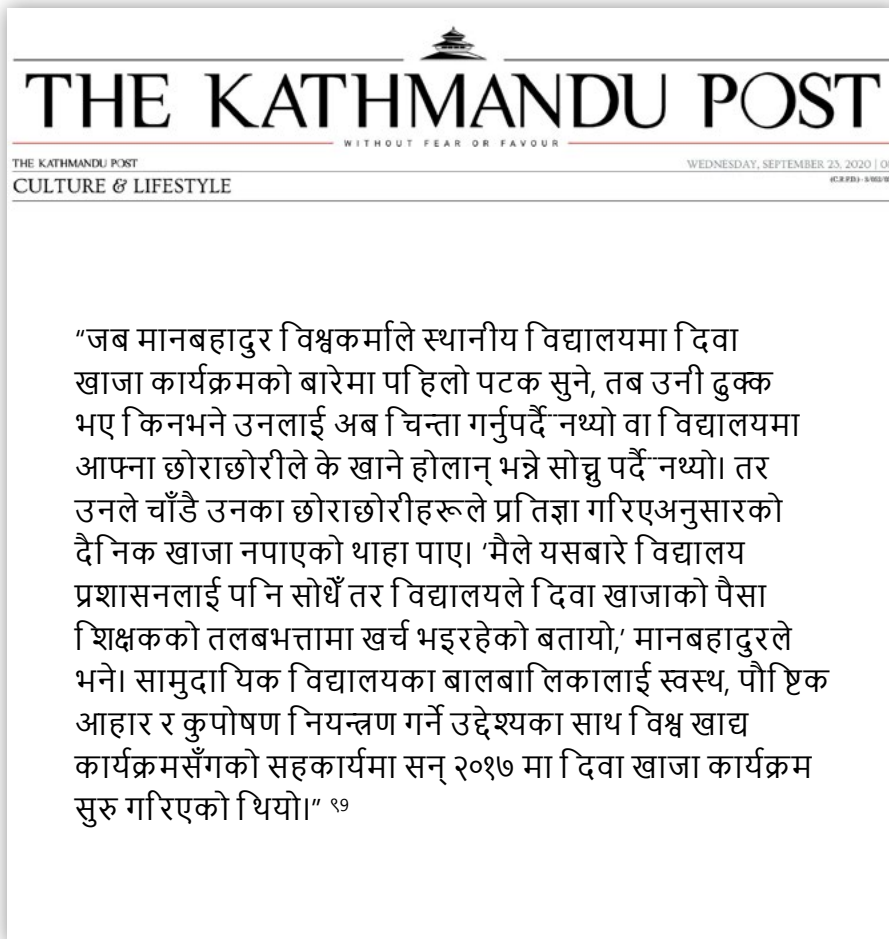 THE KATHMANDU POST
WITHOUT FEAR OR FAVOUR
THE KATHMANDU POST
WEDNESDAY, SEPTEMBER 23, 2020 |
CULTURE & LIFESTYLE
“जब मानबहादुर विश्वकर्माले स्थानीय विद्यालयमा दिवा
खाजा कार्यक्रमको बारेमा पहिलो पटक सुने, तब उनी ढुक्क
भए किनभने उनलाई अब चिन्ता गर्नुपर्दैनथ्यो वा विद्यालयमा
आफ्ना छोराछोरीले के खाने होलान् भन्ने सोच्नु पर्दैनथ्यो। तर
उनले चाँडै उनका छोराछोरीहरूले प्रतिज्ञा गरिएअनुसारको
दैनिक खाजा नपाएको थाहा पाए। ‘मैले यसबारे विद्यालय
प्रशासनलाई पनि सोधेँ तर विद्यालयले दिवा खाजाको पैसा
शिक्षकको तलबभत्तामा खर्च भइरहेको बतायो,’ मानबहादुरले
भने। सामुदायिक विद्यालयका बालबालिकालाई स्वस्थ, पौष्टिक
आहार र कुपोषण नियन्त्रण गर्ने उद्देश्यका साथ विश्व खाद्य
कार्यक्रमसँगको सहकार्यमा सन् २०१७ मा दिवा खाजा कार्यक्रम
सुरु गरिएको थियो।” ९१